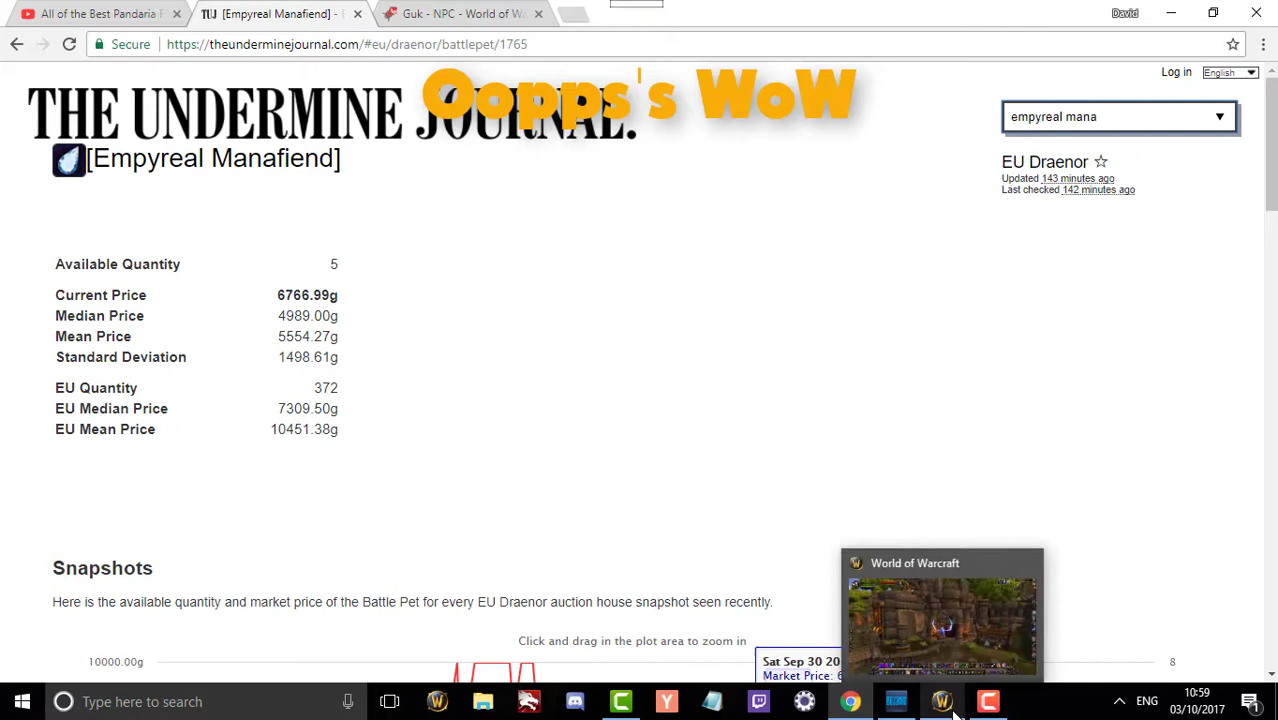 All of the Best Pandaria F
TUJ [Empyreal Manafiend] - E
Guk - NPC - World of Wa
David
Secure https://theunderminejournal.com/#eu/draenor/battlepet/1765
Log in English
Oopps's WoW
THE UNDERMINE JOURNAL.
empyreal mana
[Empyreal Manafiend]
EU Draenor ☆
Updated 143 minutes ago
Last checked 142 minutes ago
Available Quantity 5
Current Price 6766.99g
Median Price 4989.00g
Mean Price 5554.27g
Standard Deviation 1498.61g
EU Quantity 372
EU Median Price 7309.50g
EU Mean Price 10451.38g
World of Warcraft
Snapshots
Here is the available quantity and market price of the Battle Pet for every EU Draenor auction house snapshot seen recently.
Click and drag in the plot area to zoom in
10000.00g
Sat Sep 30 20
8
Market Price: 6
Type here to search
ENG
10:59
03/10/2017